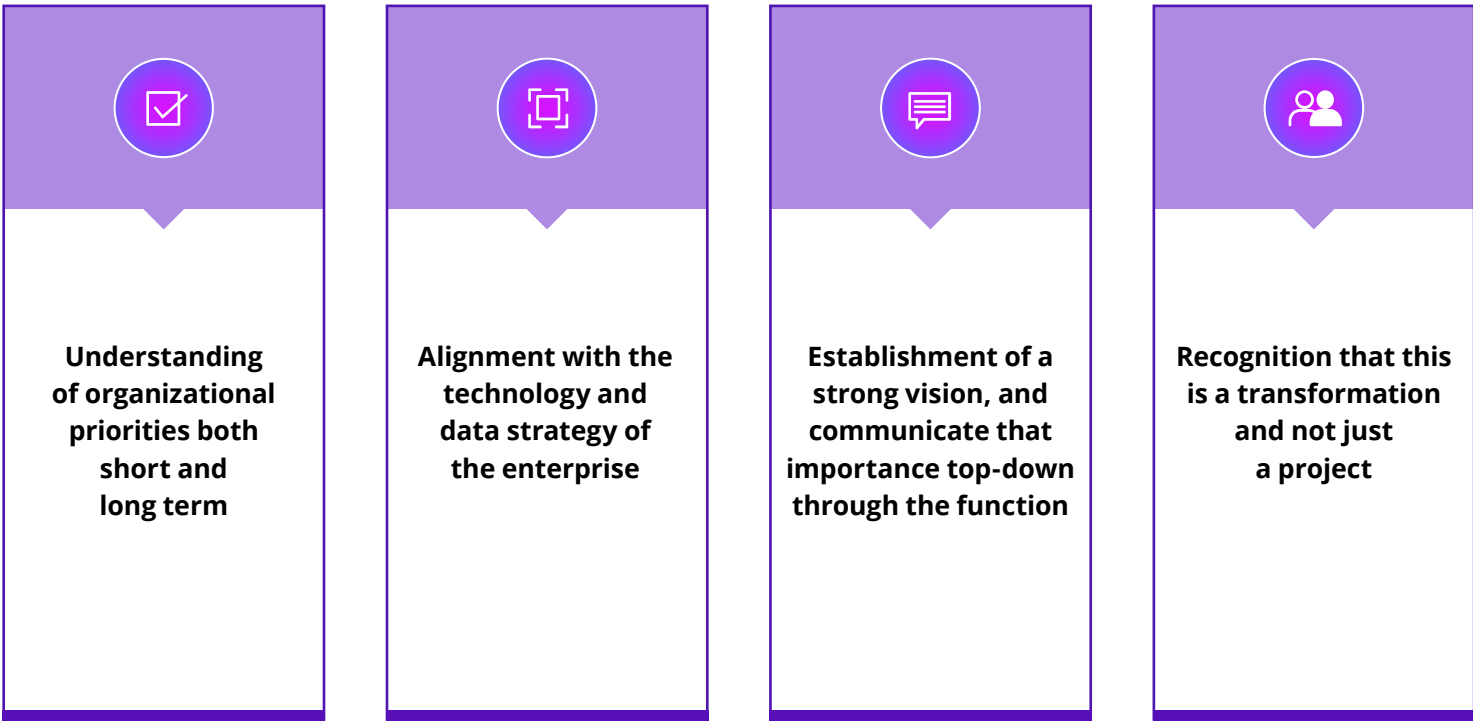 Understanding
of organizational
priorities both
short and
long term
Alignment with the
technology and
data strategy of
the enterprise
Establishment of a
strong vision, and
communicate that
importance top-down
through the function
Recognition that this
is a transformation
and not just
a project